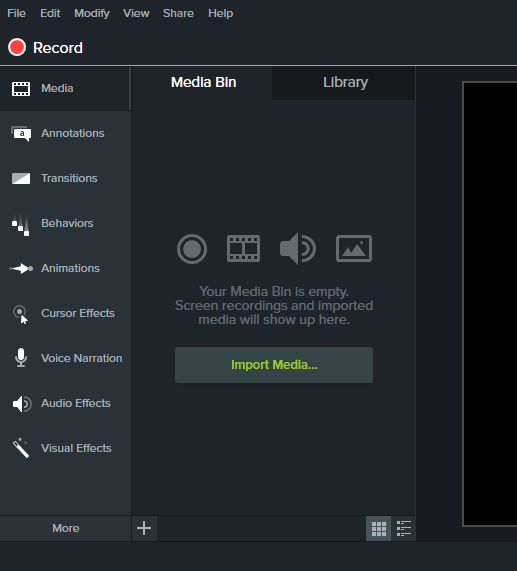 File Edit Modify View Share Help
Record
Media
Media Bin Library
a Annotations
Transitions
Behaviors
Animations
Cursor Effects
Voice Narration
Audio Effects
Visual Effects
Your Media Bin is empty.
Screen recordings and imported
media will show up here.
Import Media...
More